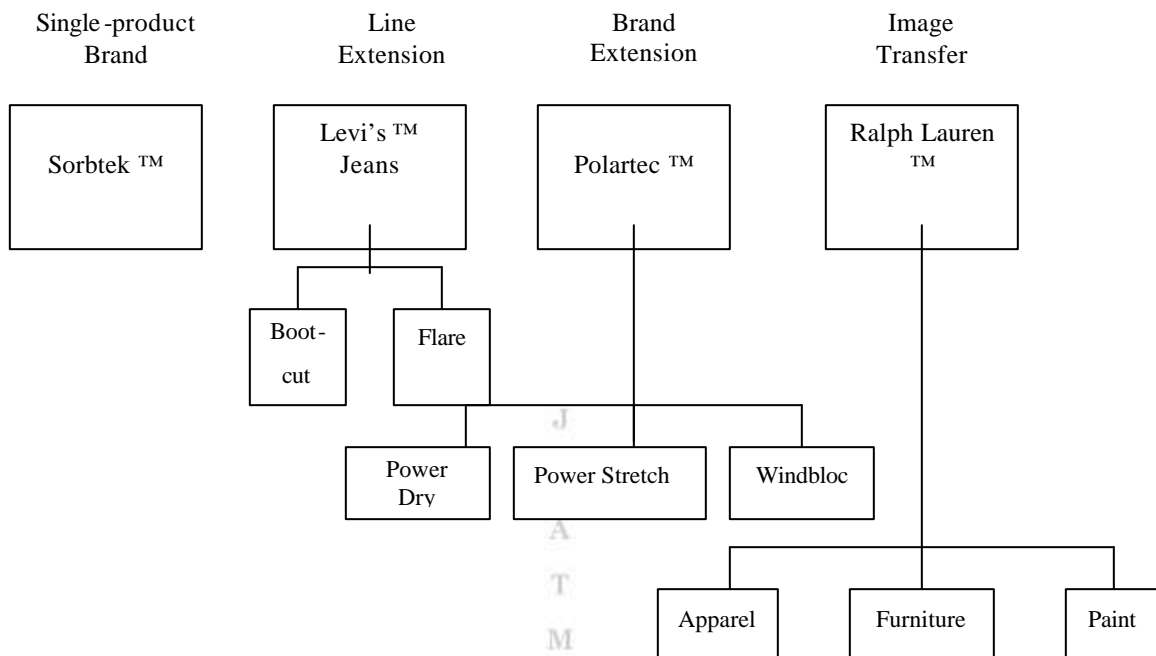 Single-product
Brand
Line
Extension
Brand
Extension
Image
Transfer
Sorbtek ™
Levi's ™
Jeans
Polartec ™
Ralph Lauren
™
Boot-
cut
Flare
Power
Dry
Power Stretch
Windbloc
Apparel
Furniture
Paint
J
A
T
M